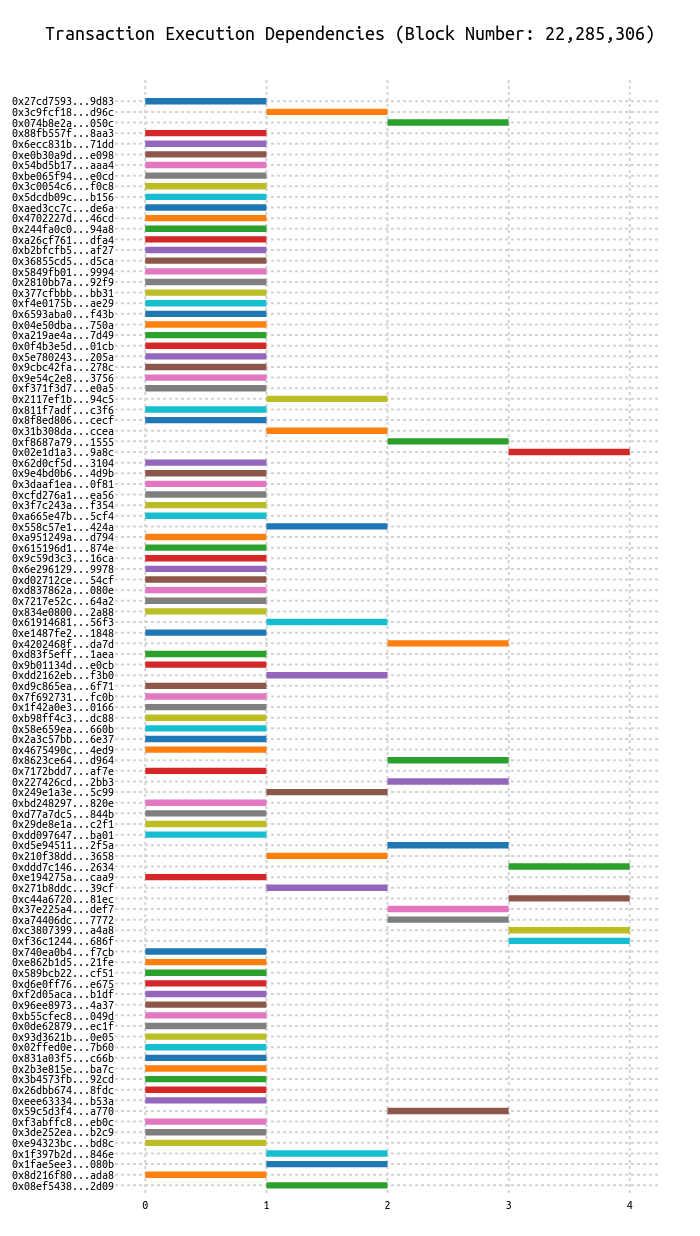 Transaction Execution Dependencies (Block Number: 22,285,306)
0x27cd7593...9d83
0x3c9fcf18...d96c
0x074b8e2a...050c
0x88fb557f...8aa3
0x6ecc831b...71dd
0xe0b30a9d...e098
0x54bd5b17...aaa4
0xbe065f94...e0cd
0x3c0054c6...f0c8
0x5dcdb09c...b156
0xaed3cc7c...de6a
0x4702227d...46cd
0x244fa0c0...94a8
0xa26cf761...dfa4
0xb2bfcfb5...af27
0x36855cd5...d5ca
0x5849fb01...9994
0x2810bb7a...92f9
0x377cfbbb...bb31
0xf4e0175b...ae29
0x6593aba0...f43b
0x04e50dba...750a
0xa219ae4a...7d49
0x0f4b3e5d...01cb
0x5e780243...205a
0x9cbc42fa...278c
0x9e54c2e8...3756
0xf371f3d7...e0a5
0x2117ef1b...94c5
0x811f7adf...c3f6
0x8f8ed806...cecf
0x31b308da...ccea
0xf8687a79...1555
0x02e1d1a3...9a8c
0x62d0cf5d...3104
0x9e4bd0b6...4d9b
0x3daaf1ea...0f81
0xcfd276a1...ea56
0x3f7c243a...f354
0xa665e47b...5cf4
0x558c57e1...424a
0xa951249a...d794
0x615196d1...874e
0x9c59d3c3...16ca
0x6e296129...9978
0xd02712ce...54cf
0xd837862a...080e
0x7217e52c...64a2
0x834e0800...2a88
0x61914681...56f3
0xe1487fe2...1848
0x4202468f...da7d
0xd83f5eff...1aea
0x9b01134d...e0cb
0xdd2162eb...f3b0
0xd9c865ea...6f71
0x7f692731...fc0b
0x1f42a0e3...0166
0xb98ff4c3...dc88
0x58e659ea...660b
0x2a3c57bb...6e37
0x4675490c...4ed9
0x8623ce64...d964
0x7172bdd7...af7e
0x227426cd...2bb3
0x249e1a3e...5c99
0xbd248297...820e
0xd77a7dc5...844b
0x29de8e1a...c2f1
0xdd097647...ba01
0xd5e94511...2f5a
0x210f38dd...3658
0xddd7c146...2634
0xe194275a...caa9
0x271b8ddc...39cf
0xc44a6720...81ec
0x37e225a4...def7
0xa74406dc...7772
0xc3807399...a4a8
0xf36c1244...686f
0x740ea0b4...f7cb
0xe862b1d5...21fe
0x589bcb22...cf51
0xd6e0ff76...e675
0xf2d05aca...b1df
0x96ee8973...4a37
0xb55cfec8...049d
0x0de62879...ec1f
0x93d3621b...0e05
0x02ffed0e...7b60
0x831a03f5...c66b
0x2b3e815e...ba7c
0x3b4573fb...92cd
0x26dbb674...8fdc
0xeee63334...b53a
0x59c5d3f4...a770
0xf3abffc8...eb0c
0x3de252ea...b2c9
0xe94323bc...bd8c
0x1f397b2d...846e
0x1fae5ee3...080b
0x8d216f80...ada8
0x08ef5438...2d09
0 1 2 3 4